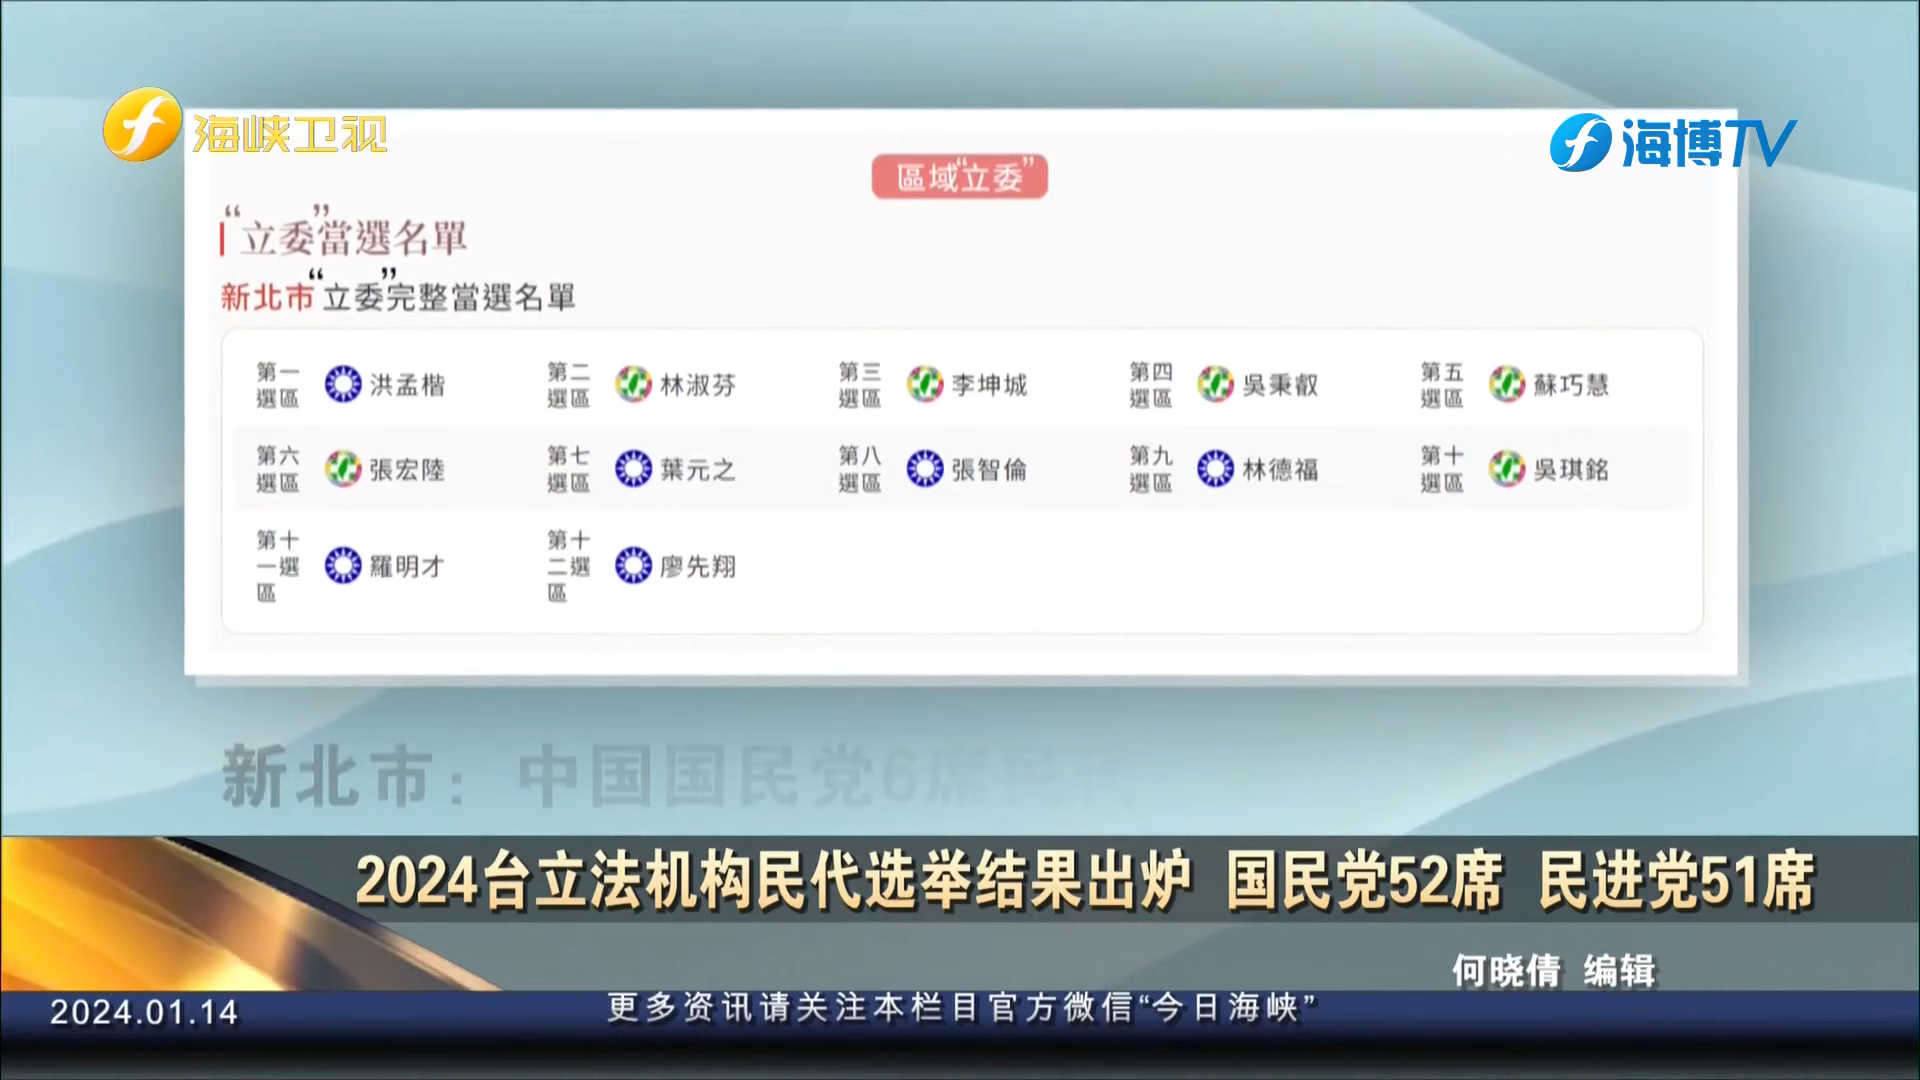 海峡卫视
海博TV
區域“立委”
“立委”當選名單
新北市“立委”完整當選名單
第一選區 洪孟楷 第二選區 林淑芬 第三選區 李坤城 第四選區 吳秉叡 第五選區 蘇巧慧
第六選區 張宏陸 第七選區 葉元之 第八選區 張智倫 第九選區 林德福 第十選區 吳琪銘
第十一選區 羅明才 第十二選區 廖先翔
新北市：中国国民党6席民
2024台立法机构民代选举结果出炉 国民党52席 民进党51席
何晓倩 编辑
2024.01.14
更多资讯请关注本栏目官方微信“今日海峡”